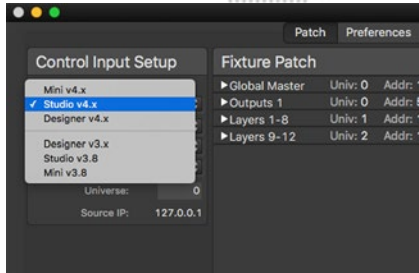 Patch Preferences
Control Input Setup
Mini v4.x
✓ Studio v4.x
Designer v4.x
Designer v3.x
Studio v3.8
Mini v3.8
Universe: 0
Source IP: 127.0.0.1
Fixture Patch
▶Global Master Univ: 0 Addr:
▶Outputs 1 Univ: 0 Addr:
▶Layers 1-8 Univ: 1 Addr:
▶Layers 9-12 Univ: 2 Addr: